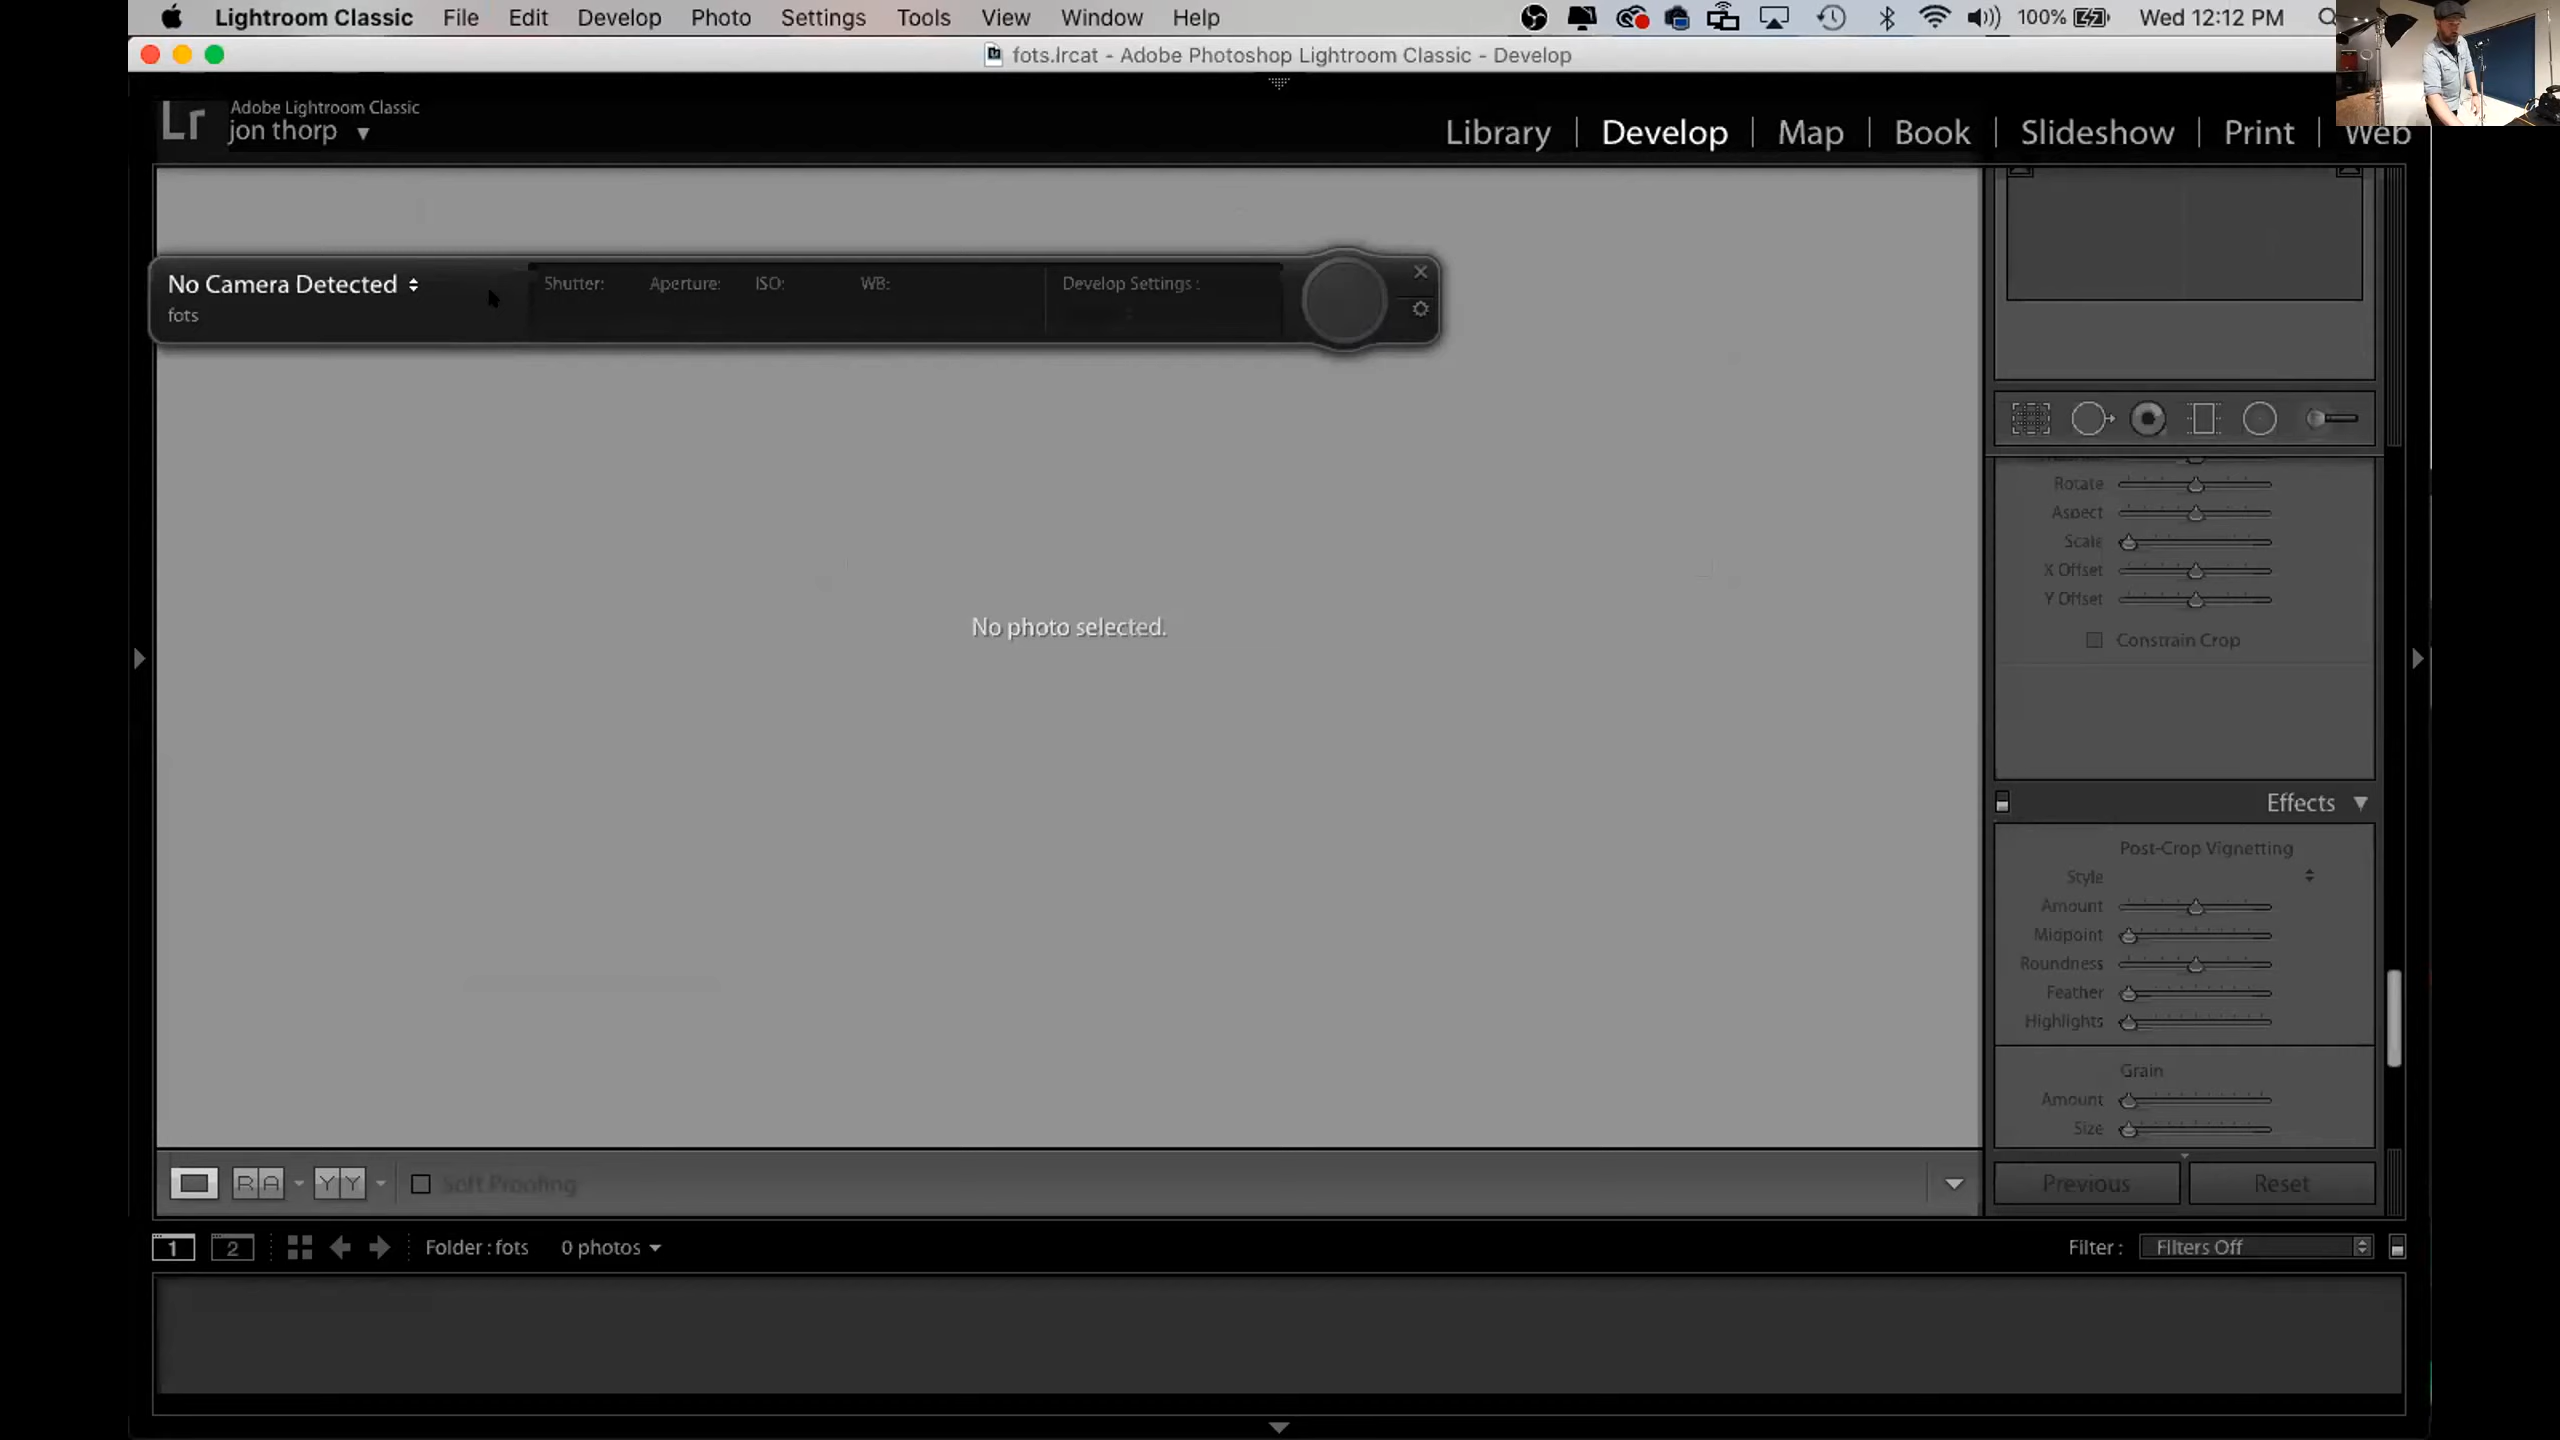 Lightroom Classic File Edit Develop Photo Settings Tools View Window Help 100% Wed 12:12 PM
fots.lrcat - Adobe Photoshop Lightroom Classic - Develop
Lr
Adobe Lightroom Classic
jon thorp
Library | Develop | Map | Book | Slideshow | Print | Web
No Camera Detected Shutter: Aperture: ISO: WB: Develop Settings :
fots
Rotate
Aspect
Scale
X Offset
Y Offset
No photo selected.
Constrain Crop
Effects
Post-Crop Vignetting
Style
Amount
Midpoint
Roundness
Feather
Highlights
Grain
Amount
Size
R A Y Y Soft Proofing
Previous Reset
1 2 Folder : fots 0 photos Filter : Filters Off